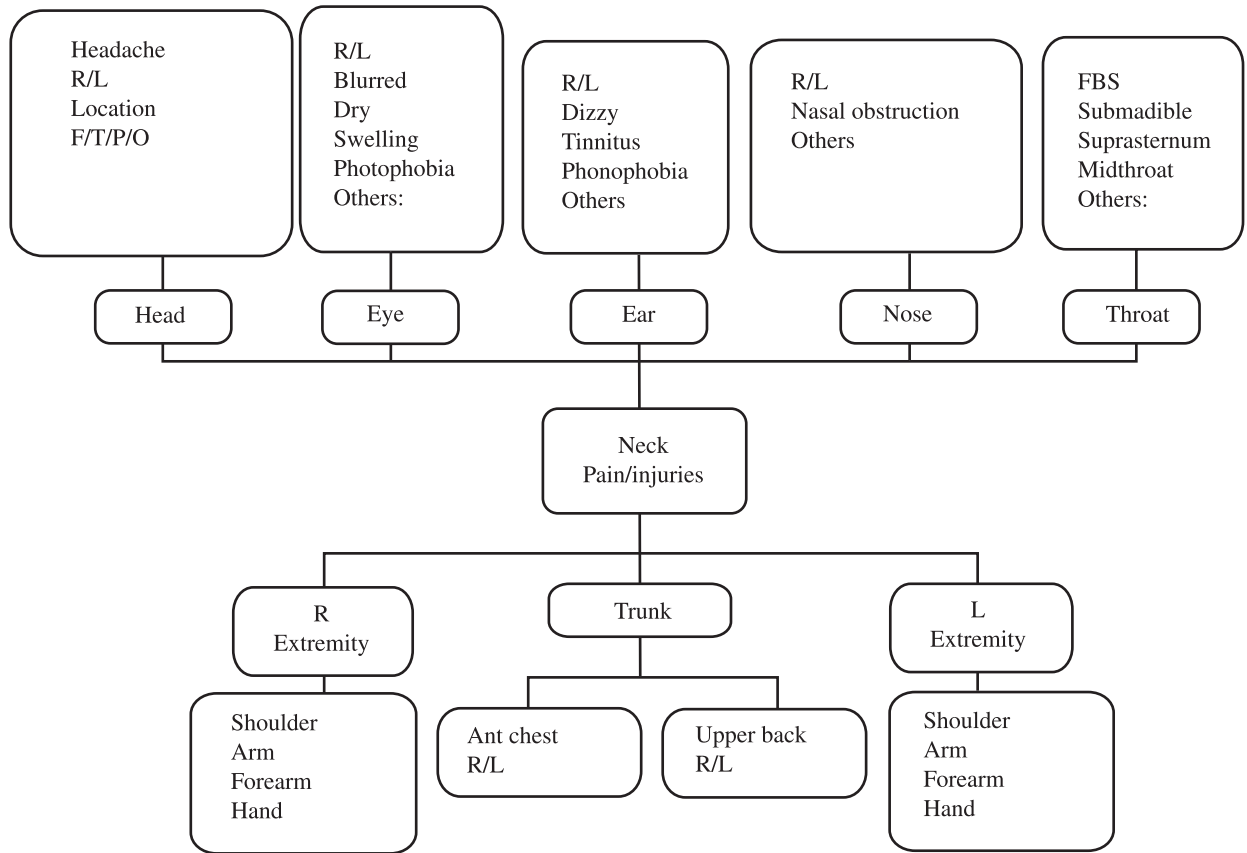 Headache
R/L
Location
F/T/P/O
R/L
Blurred
Dry
Swelling
Photophobia
Others:
R/L
Dizzy
Tinnitus
Phonophobia
Others
R/L
Nasal obstruction
Others
FBS
Submadible
Suprasternum
Midthroat
Others:
Head
Eye
Ear
Nose
Throat
Neck
Pain/injuries
R
Extremity
Trunk
L
Extremity
Shoulder
Arm
Forearm
Hand
Ant chest
R/L
Upper back
R/L
Shoulder
Arm
Forearm
Hand